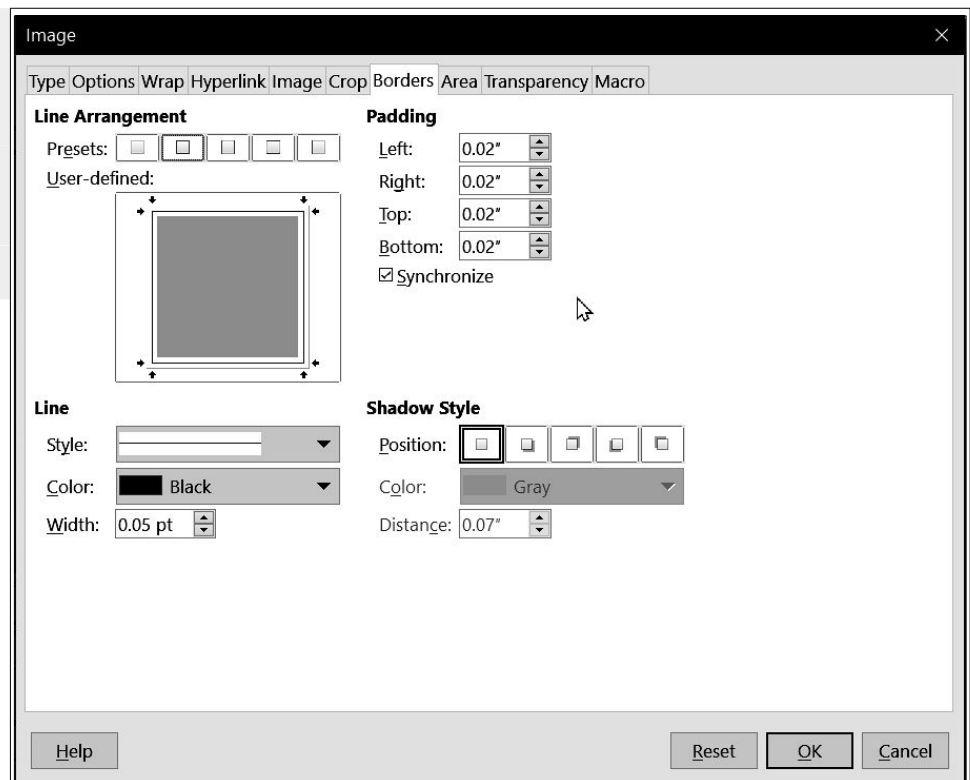 Image
Type Options Wrap Hyperlink Image Crop Borders Area Transparency Macro
Line Arrangement
Presets:
User-defined:
Padding
Left: 0.02"
Right: 0.02"
Top: 0.02"
Bottom: 0.02"
Synchronize
Line
Style:
Color: Black
Width: 0.05 pt
Shadow Style
Position:
Color: Gray
Distance: 0.07"
Help Reset OK Cancel